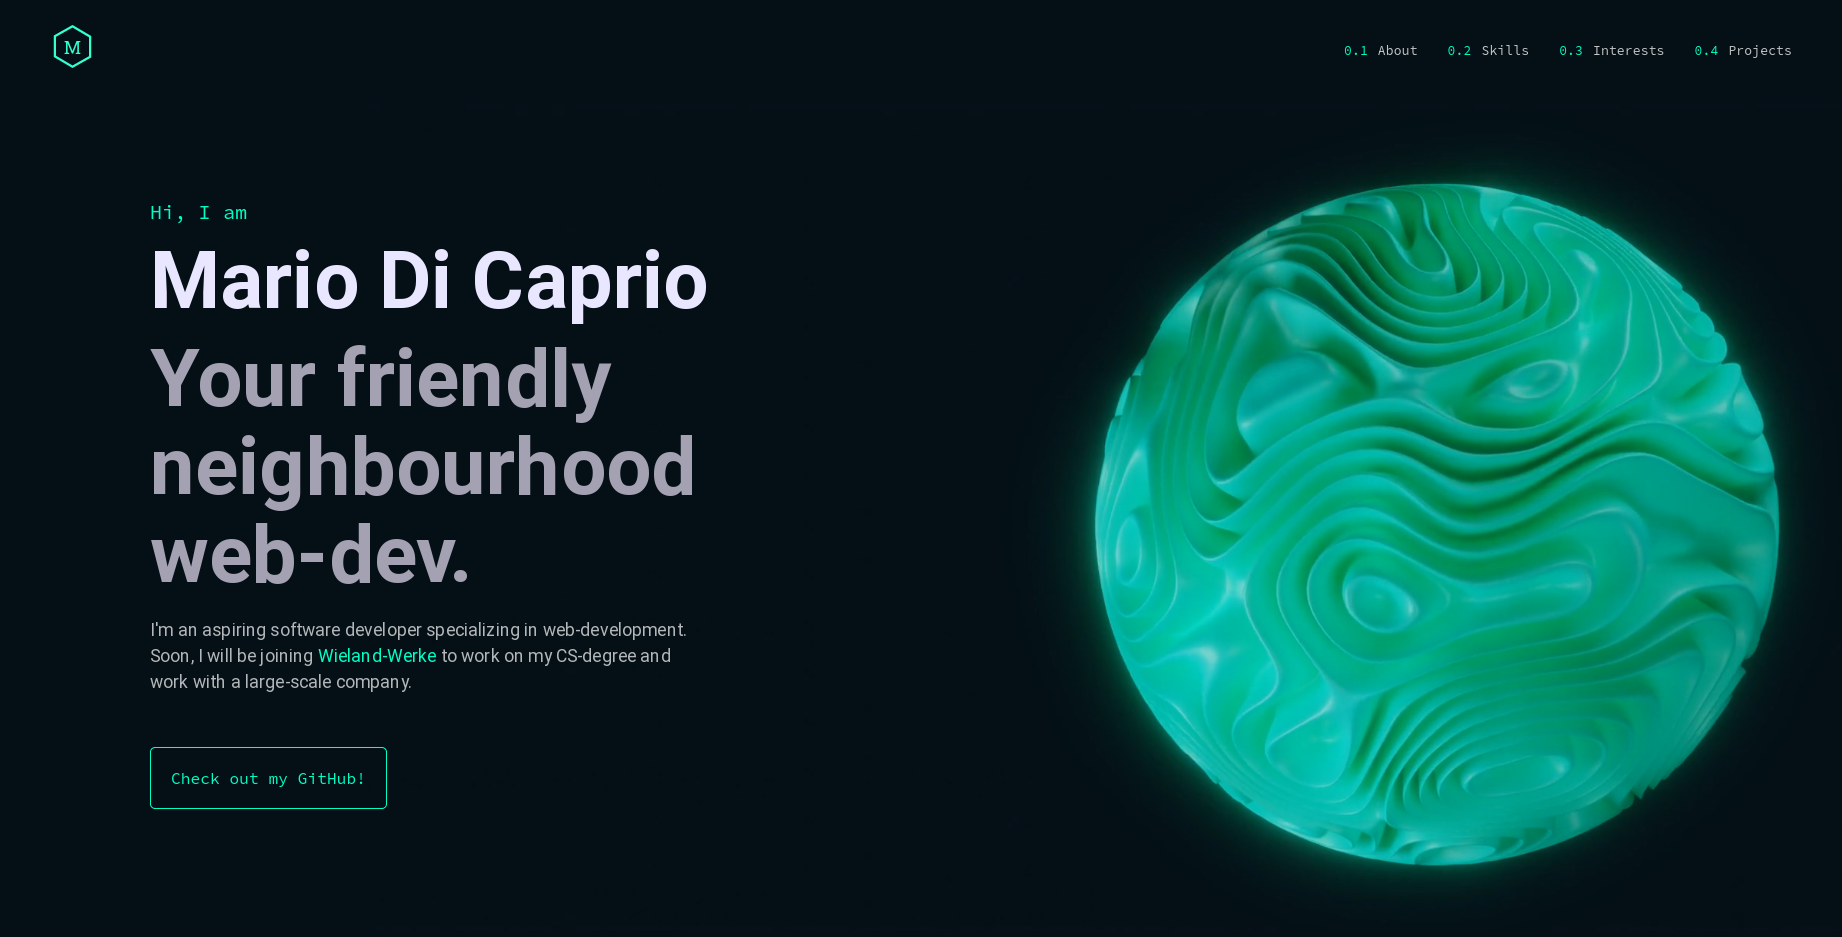 M
0.1 About 0.2 Skills 0.3 Interests 0.4 Projects
Hi, I am
Mario Di Caprio
Your friendly
neighbourhood
web-dev.
I'm an aspiring software developer specializing in web-development.
Soon, I will be joining Wieland-Werke to work on my CS-degree and
work with a large-scale company.
Check out my GitHub!